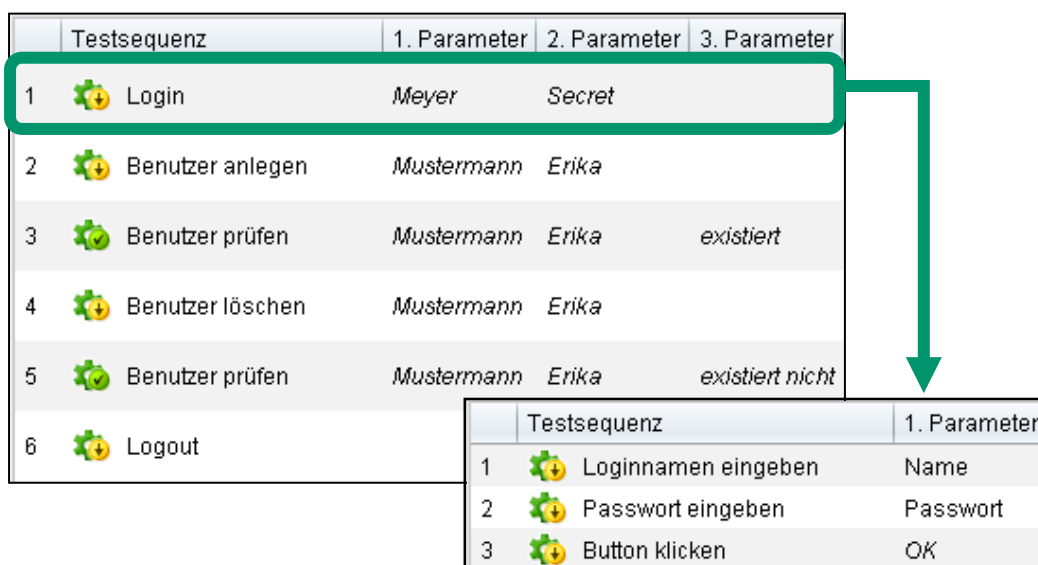 Testsequenz 1. Parameter 2. Parameter 3. Parameter
1 Login Meyer Secret
2 Benutzer anlegen Mustermann Erika
3 Benutzer prüfen Mustermann Erika existiert
4 Benutzer löschen Mustermann Erika
5 Benutzer prüfen Mustermann Erika existiert nicht
6 Logout
Testsequenz 1. Parameter
1 Loginnamen eingeben Name
2 Passwort eingeben Passwort
3 Button klicken OK